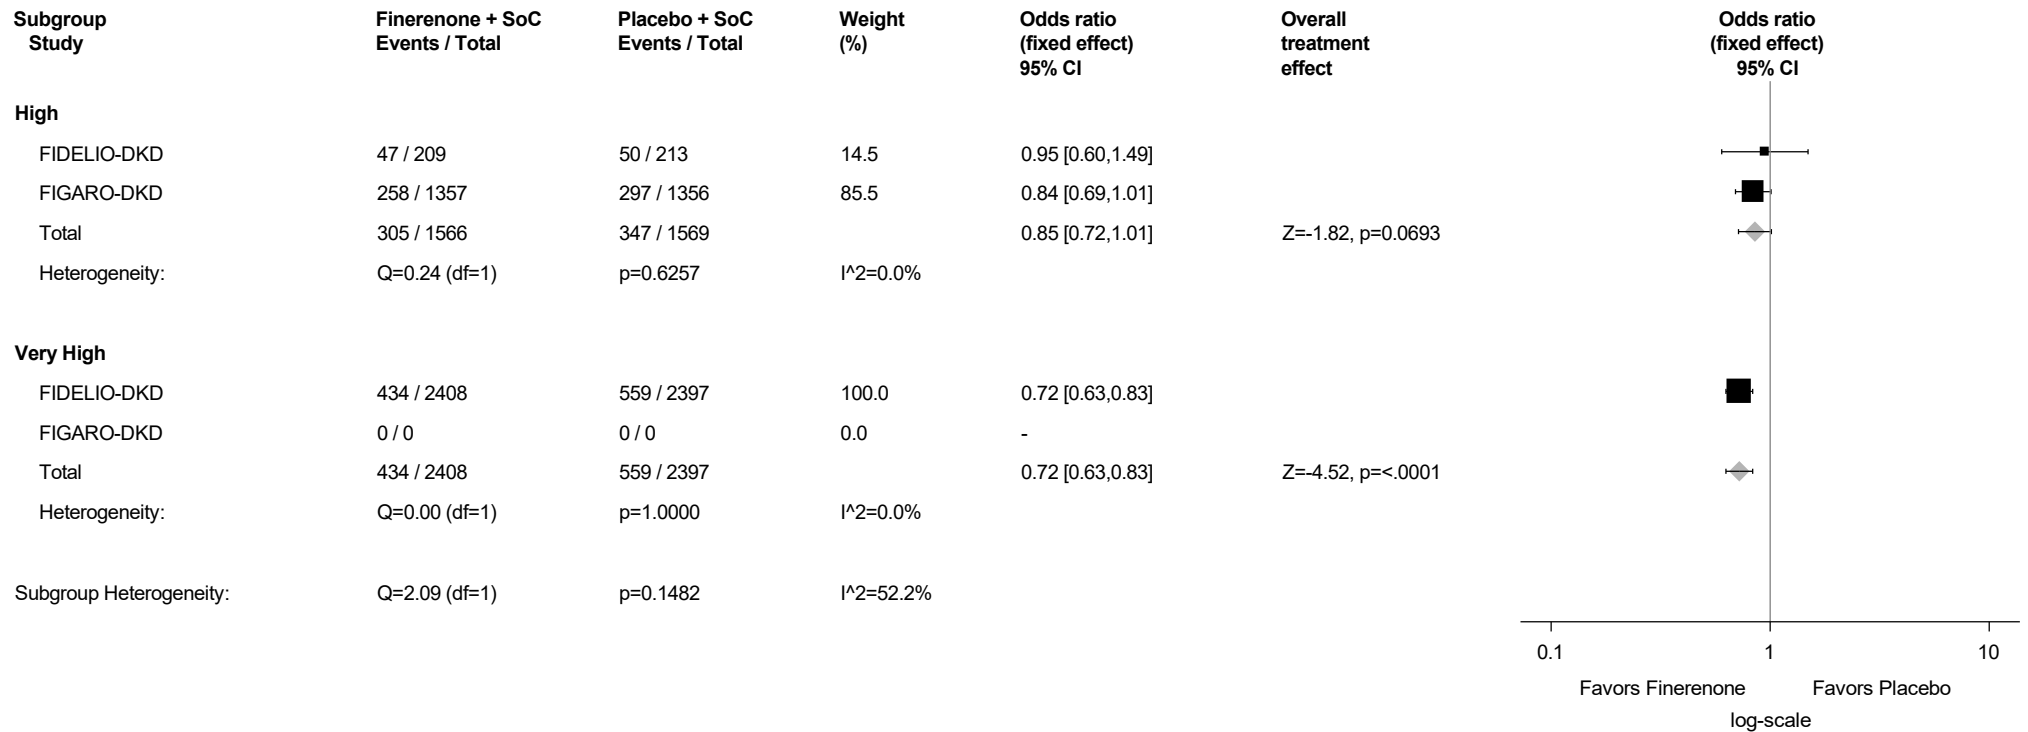 Subgroup Finerenone + SoC Placebo + SoC Weight Odds ratio Overall Odds ratio
Study Events / Total Events / Total (%) (fixed effect) treatment (fixed effect)
95% CI effect 95% CI
High
FIDELIO-DKD 47 / 209 50 / 213 14.5 0.95 [0.60,1.49]
FIGARO-DKD 258 / 1357 297 / 1356 85.5 0.84 [0.69,1.01]
Total 305 / 1566 347 / 1569 0.85 [0.72,1.01] Z=-1.82, p=0.0693
Heterogeneity: Q=0.24 (df=1) p=0.6257 I^2=0.0%
Very High
FIDELIO-DKD 434 / 2408 559 / 2397 100.0 0.72 [0.63,0.83]
FIGARO-DKD 0 / 0 0 / 0 0.0 -
Total 434 / 2408 559 / 2397 0.72 [0.63,0.83] Z=-4.52, p=<.0001
Heterogeneity: Q=0.00 (df=1) p=1.0000 I^2=0.0%
Subgroup Heterogeneity: Q=2.09 (df=1) p=0.1482 I^2=52.2%
0.1 1 10
Favors Finerenone Favors Placebo
log-scale